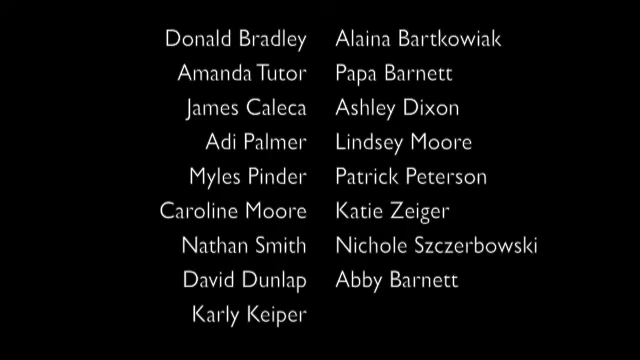 Donald Bradley Alaina Bartkowiak
Amanda Tutor Papa Barnett
James Caleca Ashley Dixon
Adi Palmer Lindsey Moore
Myles Pinder Patrick Peterson
Caroline Moore Katie Zeiger
Nathan Smith Nichole Szczerbowski
David Dunlap Abby Barnett
Karly Keiper